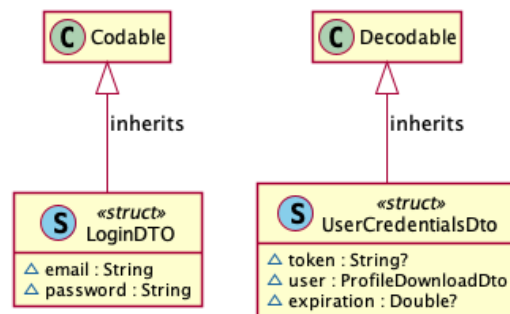 C Codable
inherits
S «struct»
LoginDTO
email : String
password : String
C Decodable
inherits
S «struct»
UserCredentialsDto
token : String?
user : ProfileDownloadDto
expiration : Double?